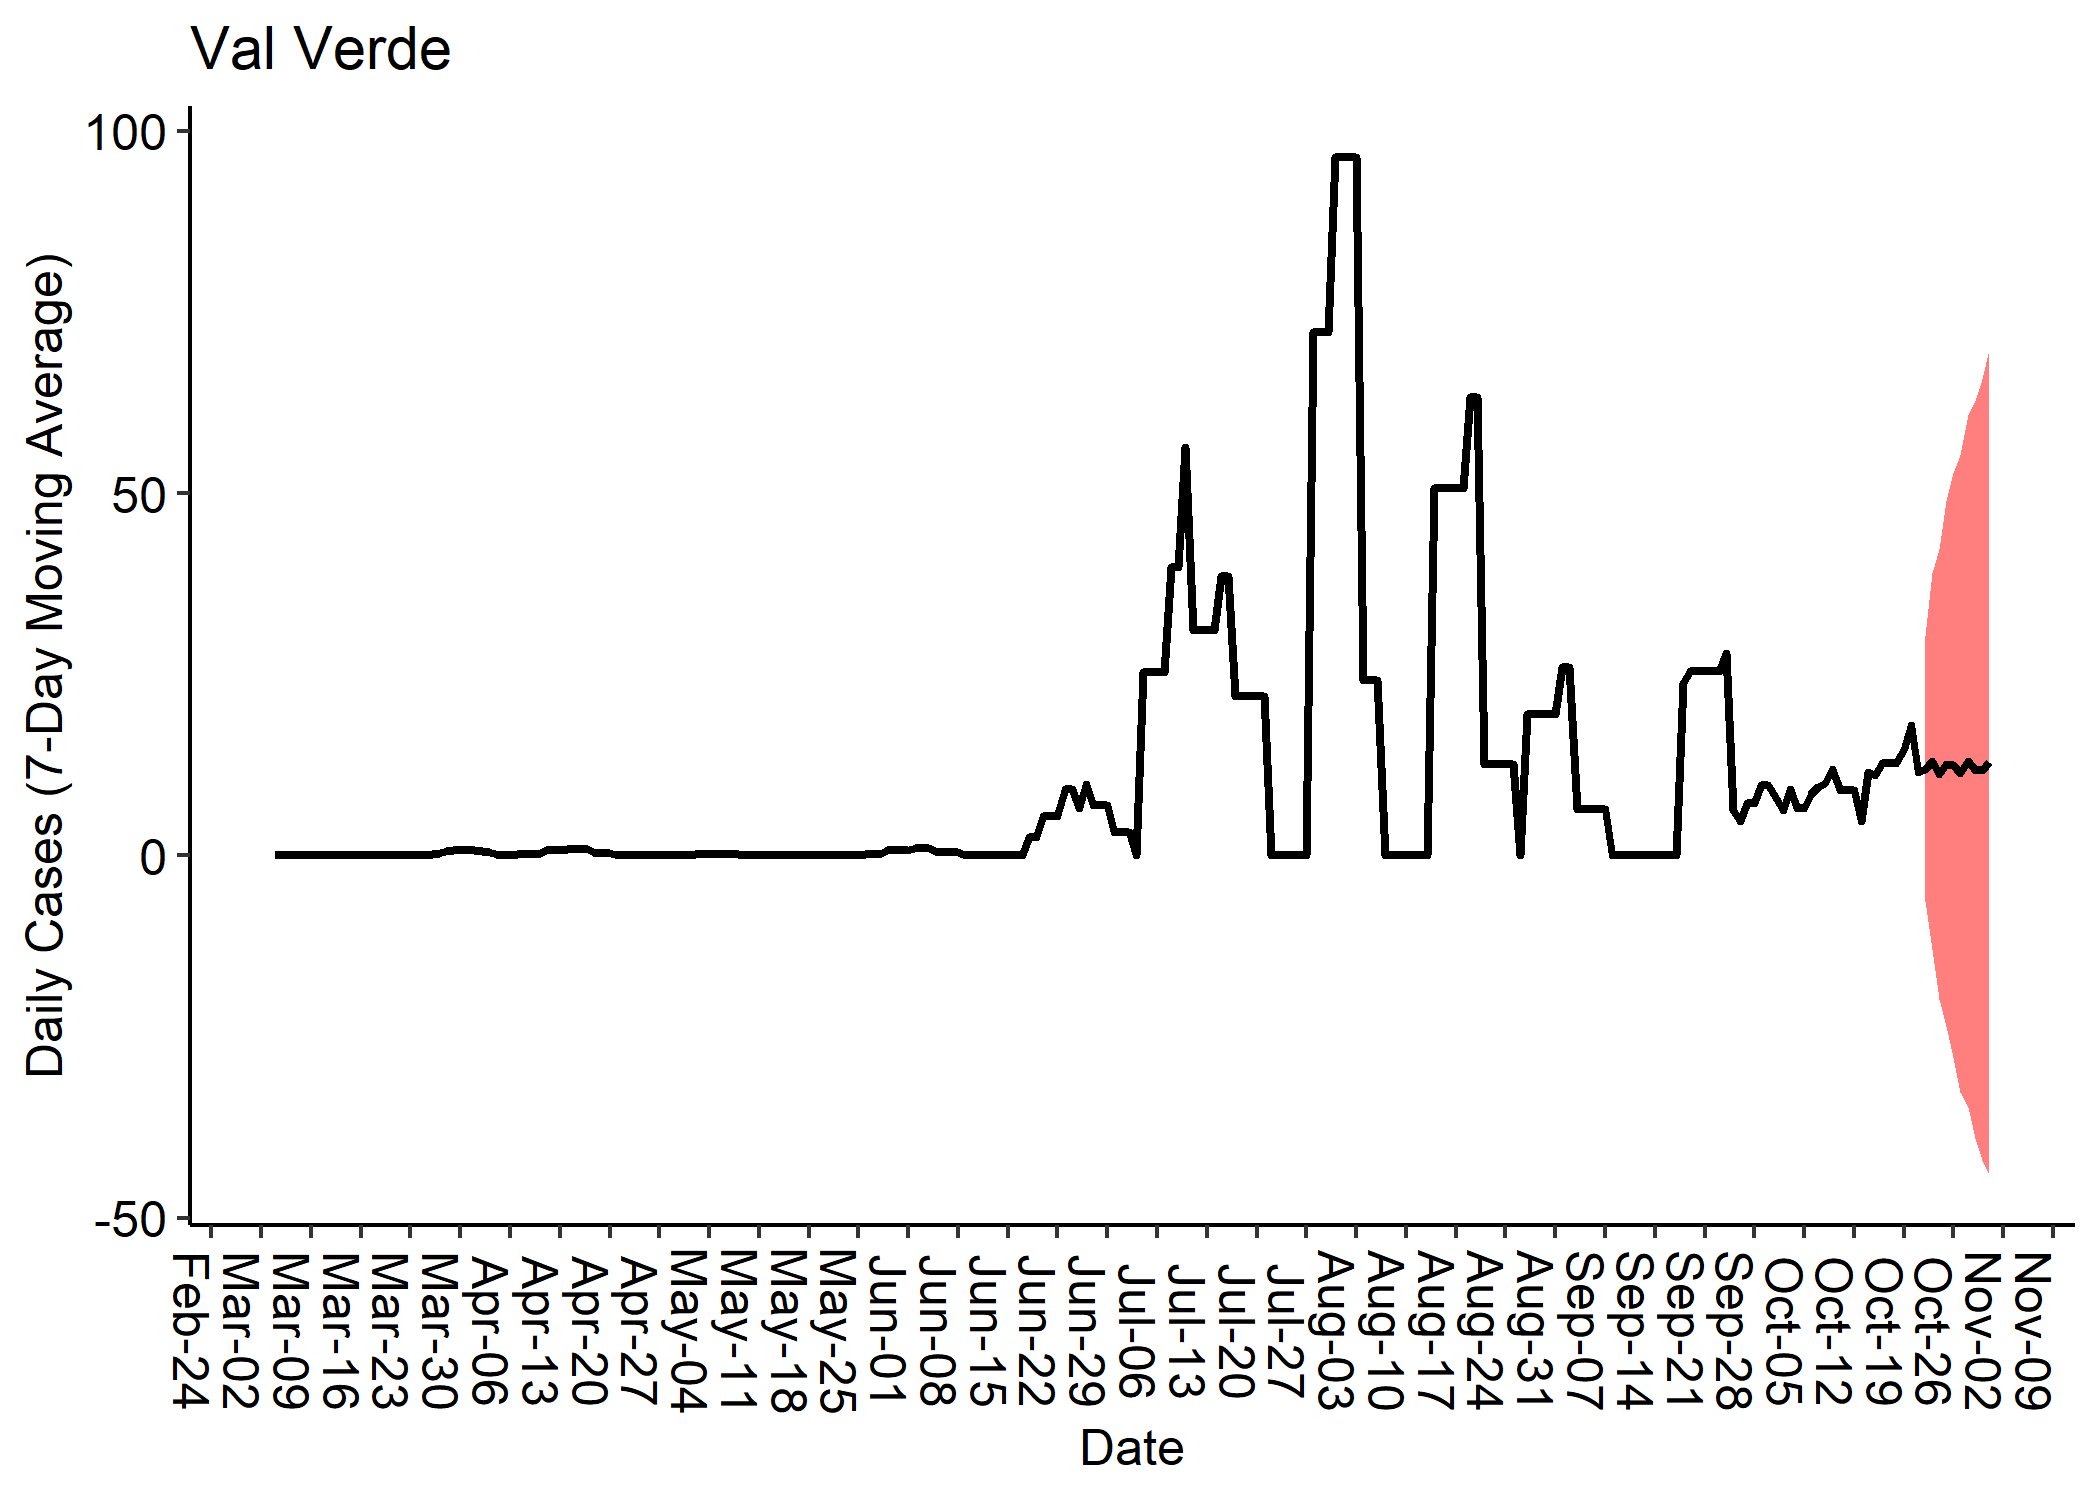 Val Verde
Daily Cases (7-Day Moving Average)
100
50
0
-50
Feb-24
Mar-02
Mar-09
Mar-16
Mar-23
Mar-30
Apr-06
Apr-13
Apr-20
Apr-27
May-04
May-11
May-18
May-25
Jun-01
Jun-08
Jun-15
Jun-22
Jun-29
Jul-06
Jul-13
Jul-20
Jul-27
Aug-03
Aug-10
Aug-17
Aug-24
Aug-31
Sep-07
Sep-14
Sep-21
Sep-28
Oct-05
Oct-12
Oct-19
Oct-26
Nov-02
Nov-09
Date